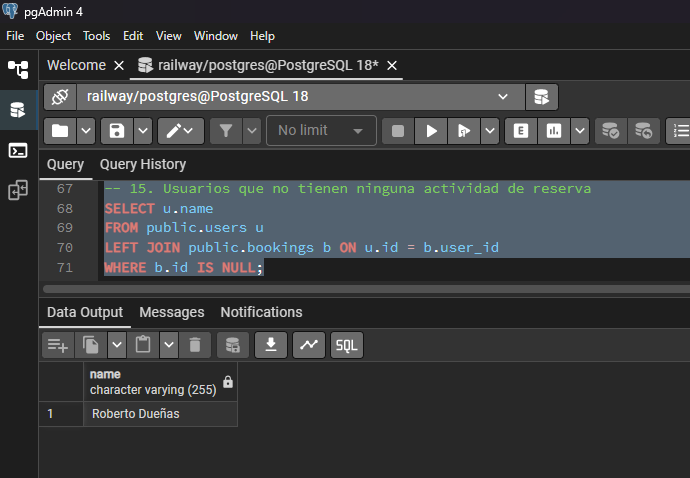 pgAdmin 4
File Object Tools Edit View Window Help
Welcome railway/postgres@PostgreSQL 18*
railway/postgres@PostgreSQL 18
No limit
Query Query History
67 -- 15. Usuarios que no tienen ninguna actividad de reserva
68 SELECT u.name
69 FROM public.users u
70 LEFT JOIN public.bookings b ON u.id = b.user_id
71 WHERE b.id IS NULL;
Data Output Messages Notifications
SQL
name
character varying (255)
1 Roberto Dueñas